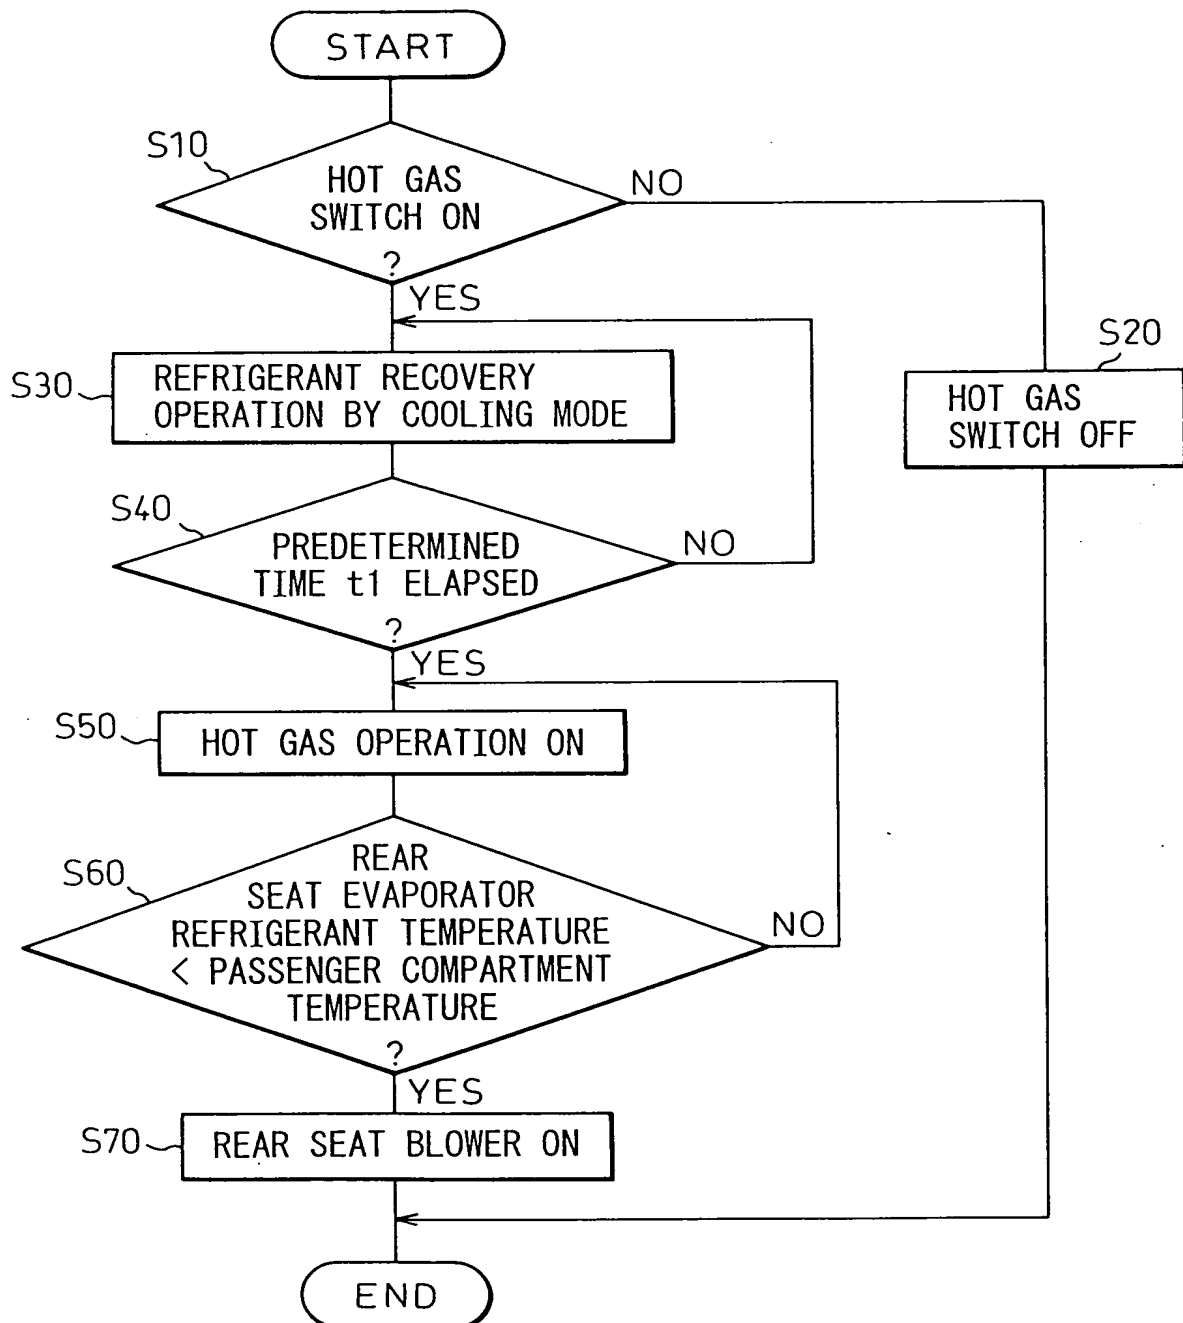 START
S10
HOT GAS
SWITCH ON
?
NO
YES
S20
HOT GAS
SWITCH OFF
S30
REFRIGERANT RECOVERY
OPERATION BY COOLING MODE
S40
PREDETERMINED
TIME t1 ELAPSED
?
NO
YES
S50
HOT GAS OPERATION ON
S60
REAR
SEAT EVAPORATOR
REFRIGERANT TEMPERATURE
< PASSENGER COMPARTMENT
TEMPERATURE
?
NO
YES
S70
REAR SEAT BLOWER ON
END